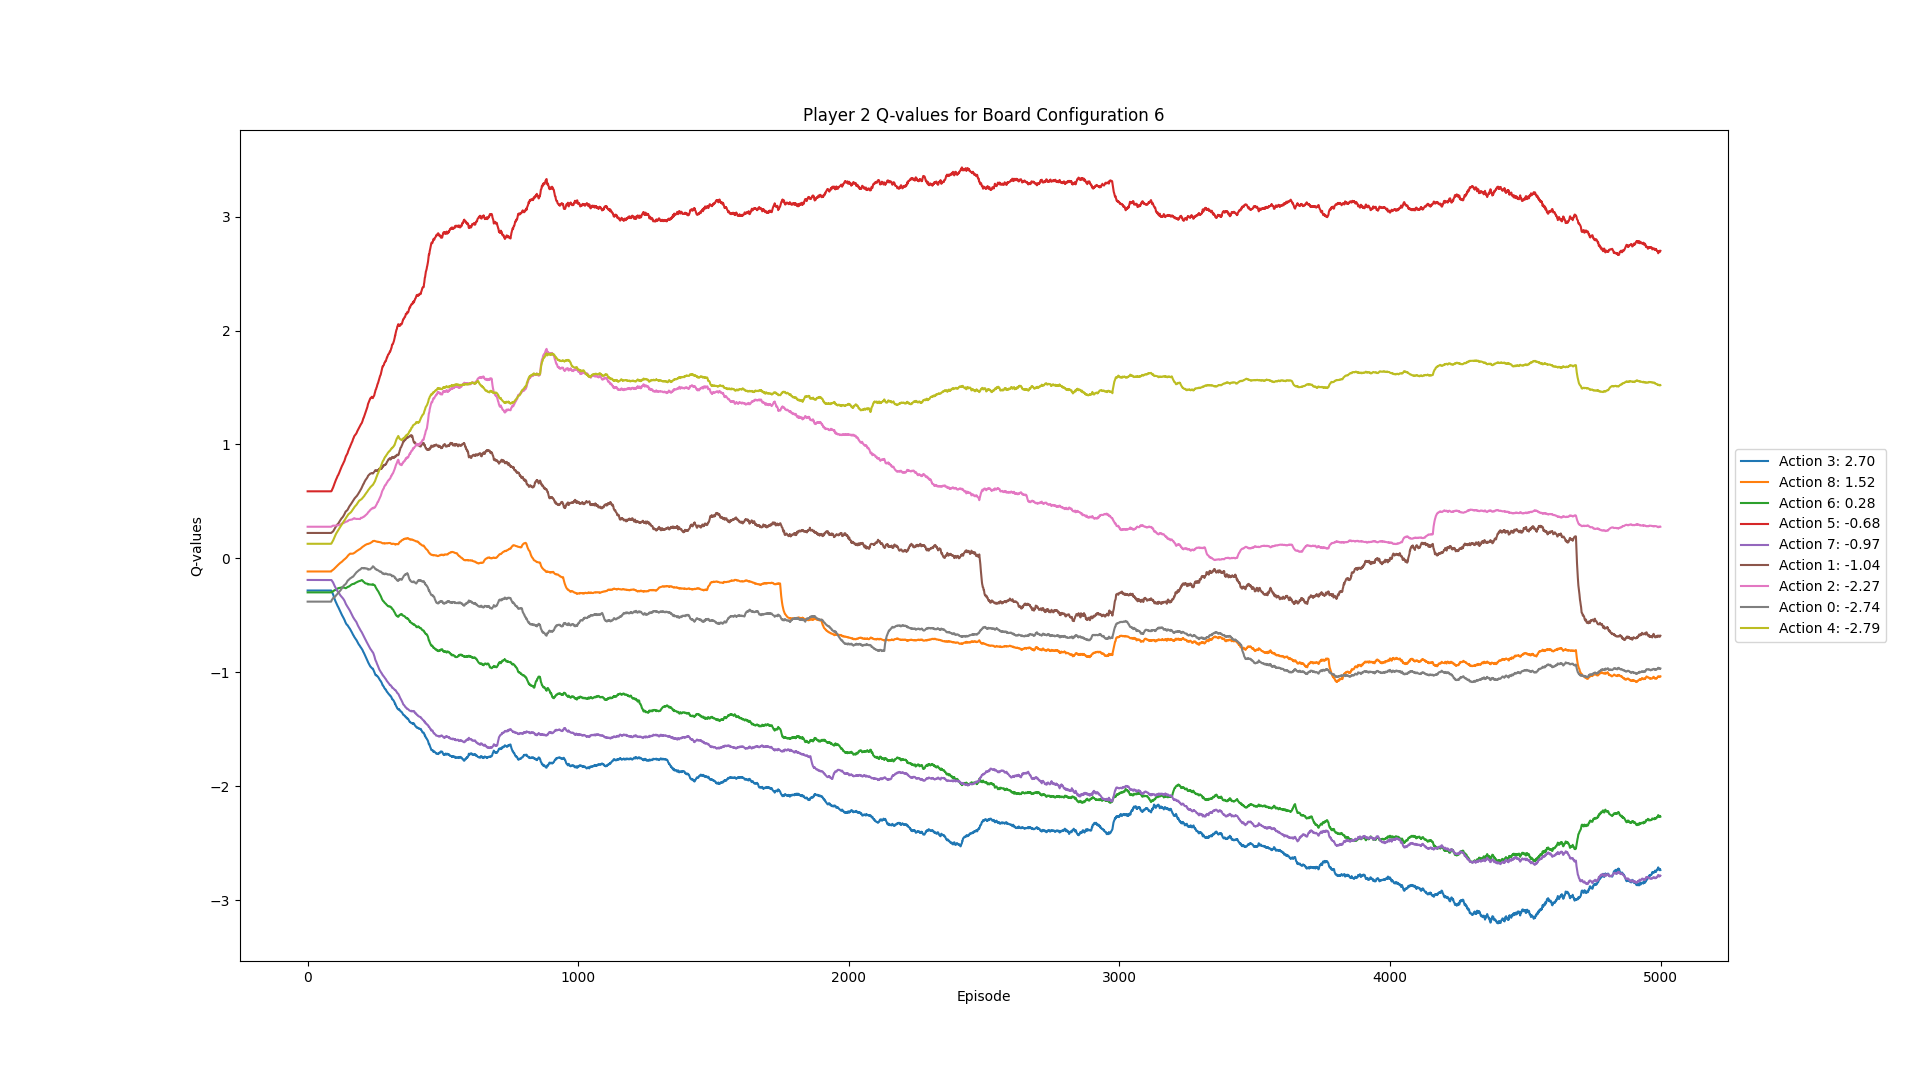 Player 2 Q-values for Board Configuration 6
Q-values
3
2
1
0
−1
−2
−3
0 1000 2000 3000 4000 5000
Episode
Action 3: 2.70
Action 8: 1.52
Action 6: 0.28
Action 5: -0.68
Action 7: -0.97
Action 1: -1.04
Action 2: -2.27
Action 0: -2.74
Action 4: -2.79